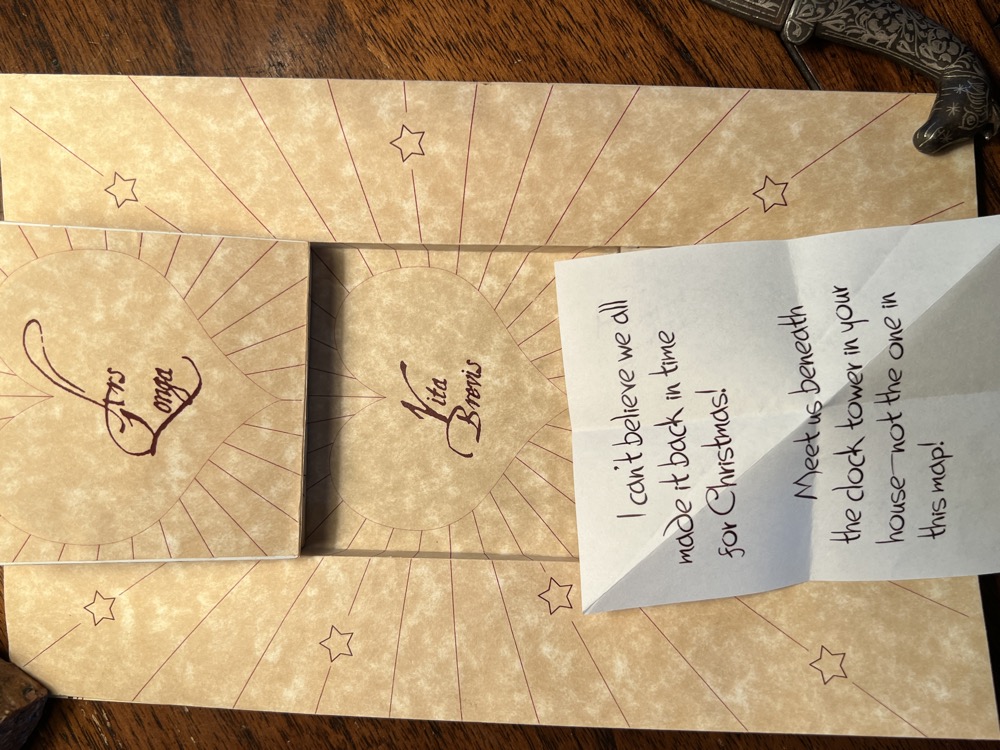 Ars
Longa
Vita
Brevis
I can't believe we all
made it back in time
for Christmas!
Meet us beneath
the clock tower in your
house—not the one in
this map!